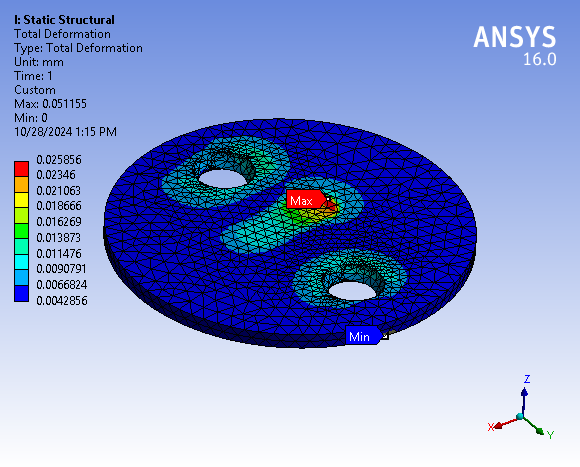 I: Static Structural
Total Deformation
Type: Total Deformation
Unit: mm
Time: 1
Custom
Max: 0.051155
Min: 0
10/28/2024 1:15 PM
ANSYS
16.0
0.025856
0.02346
0.021063
0.018666
0.016269
0.013873
0.011476
0.0090791
0.0066824
0.0042856
Max
Min
Z
X
Y